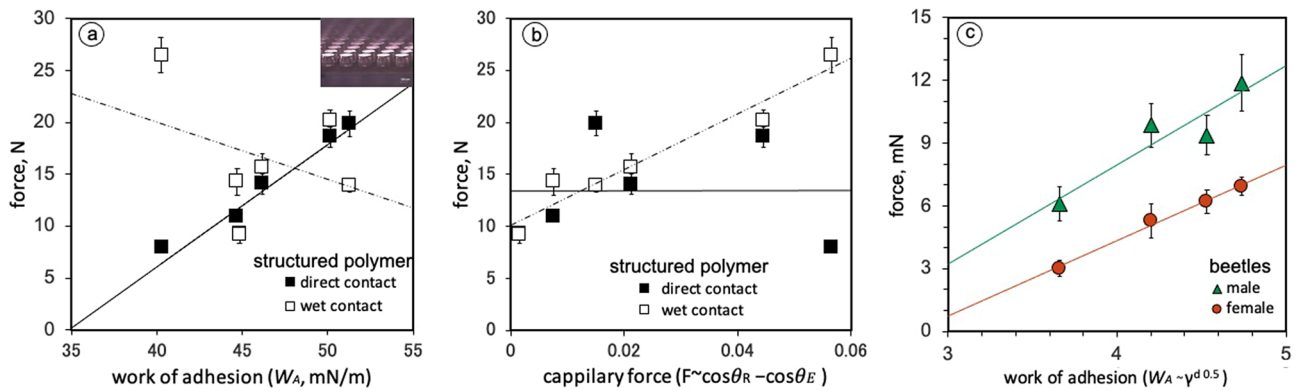 a
30
25
20
15
10
5
0
force, N
structured polymer
direct contact
wet contact
35 40 45 50 55
work of adhesion (WA, mN/m)
b
30
25
20
15
10
5
0
force, N
structured polymer
direct contact
wet contact
0 0.02 0.04 0.06
cappilary force (F~cosθR –cosθE )
c
15
12
9
6
3
0
force, mN
beetles
male
female
3 4 5
work of adhesion (WA ~γd 0.5)